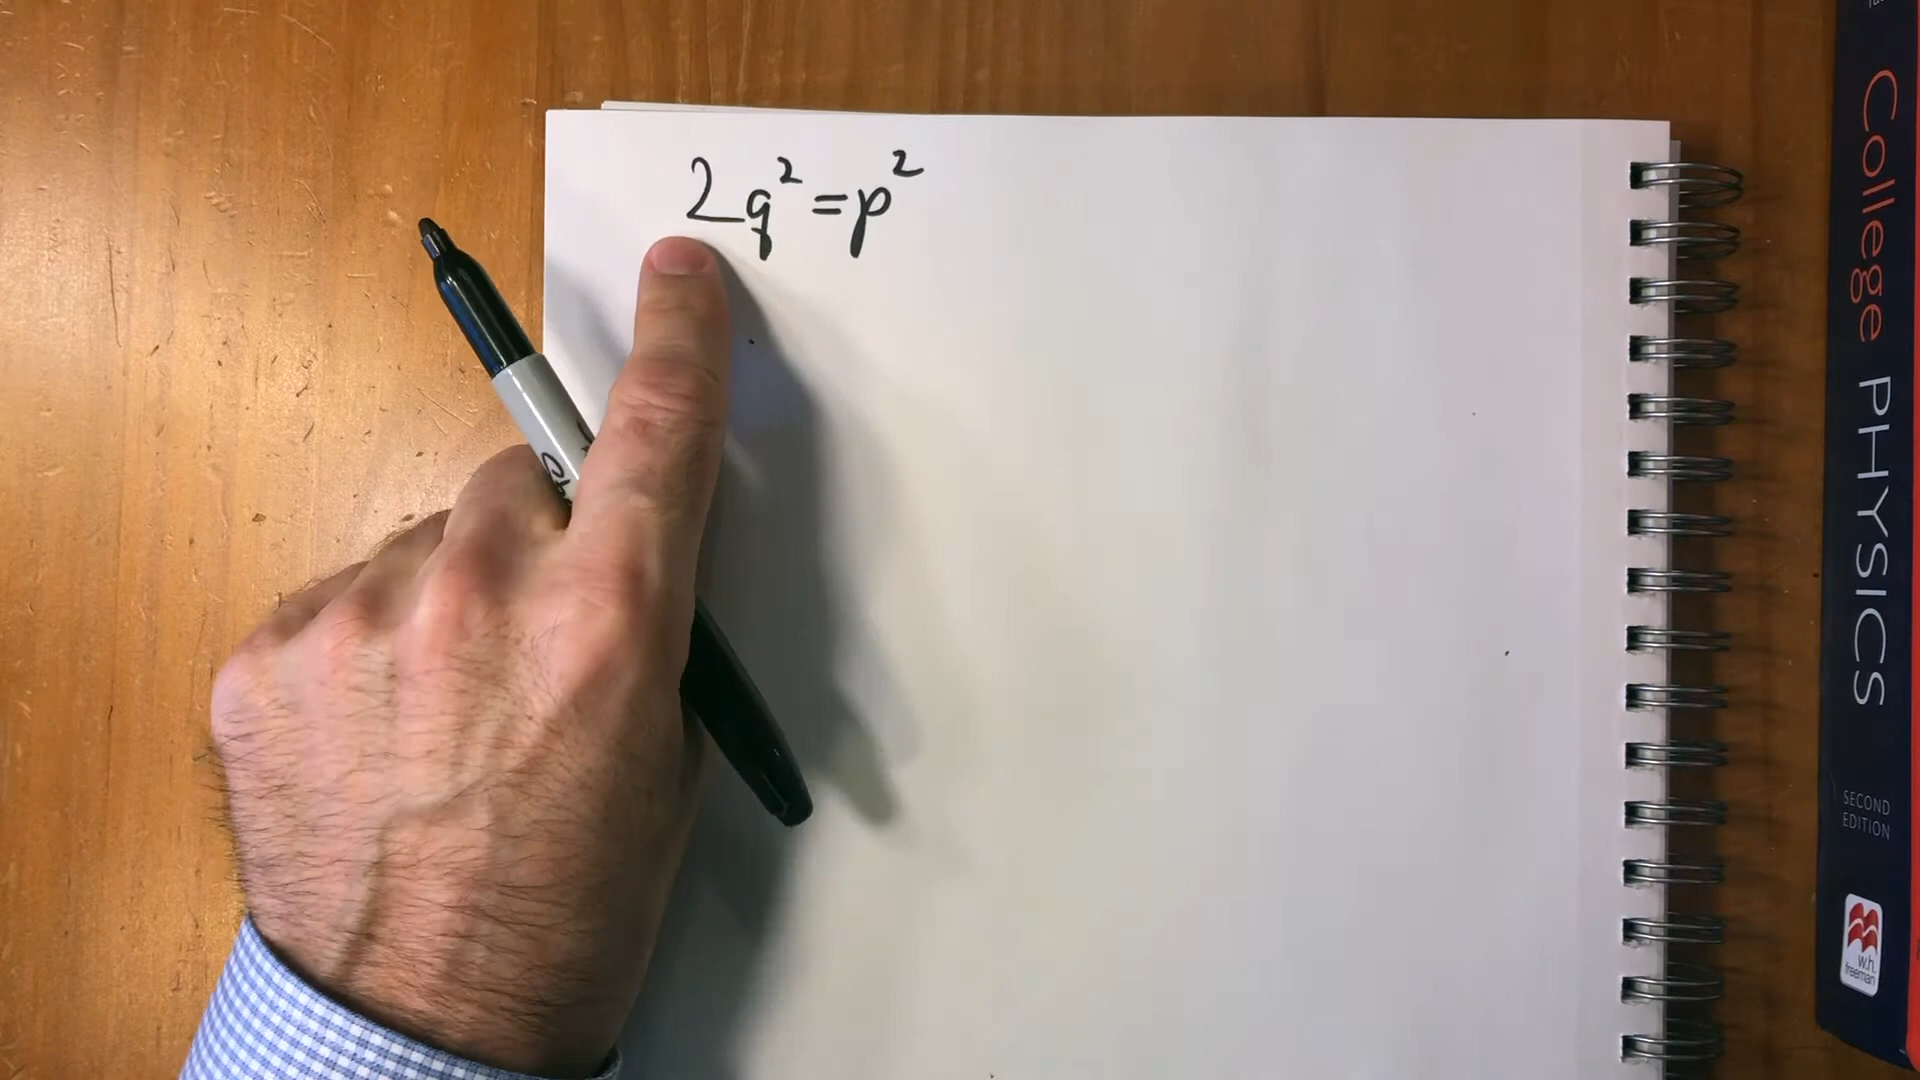 2q² = p²
College PHYSICS
SECOND
EDITION
w.h.
freeman